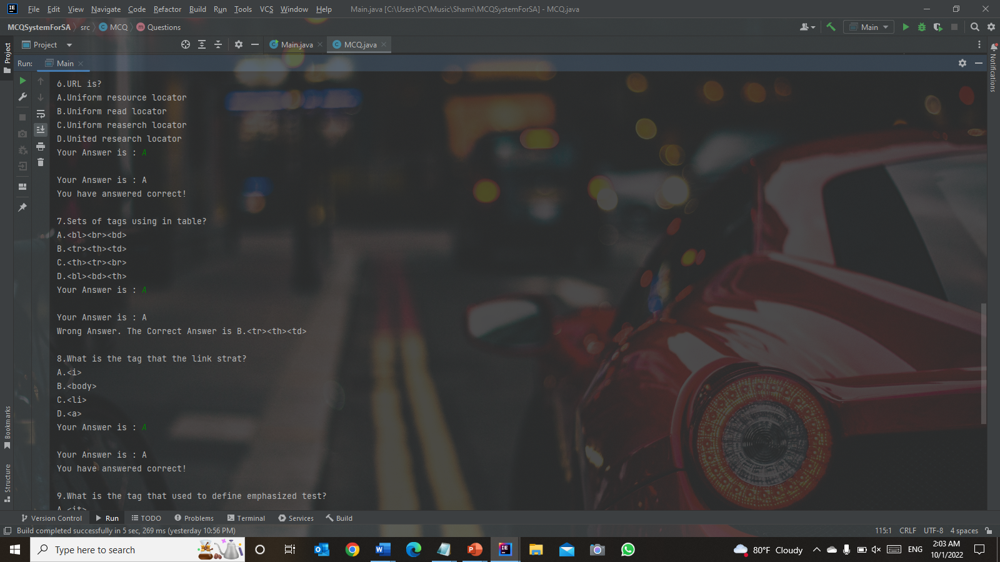 File Edit View Navigate Code Refactor Build Run Tools VCS Window Help Main.java [C:\Users\PC\Music\Shami\MCQSystemForSA] - MCQ.java
MCQSystemForSA src MCQ Questions Main
Project Main.java MCQ.java
Project
Run: Main
Notifications
6.URL is?
A.Uniform resource locator
B.Uniform read locator
C.Uniform reaserch locator
D.United research locator
Your Answer is : A
Your Answer is : A
You have answered correct!
7.Sets of tags using in table?
A.<bl><br><bd>
B.<tr><th><td>
C.<th><tr><br>
D.<bl><bd><th>
Your Answer is : A
Your Answer is : A
Wrong Answer. The Correct Answer is B.<tr><th><td>
8.What is the tag that the link strat?
A.<i>
B.<body>
C.<li>
D.<a>
Your Answer is : A
Your Answer is : A
You have answered correct!
9.What is the tag that used to define emphasized test?
A.<it>
Bookmarks
Structure
Version Control Run TODO Problems Terminal Services Build
Build completed successfully in 5 sec, 269 ms (yesterday 10:56 PM) 115:1 CRLF UTF-8 4 spaces
Type here to search 80°F Cloudy ENG 2:03 AM
10/1/2022